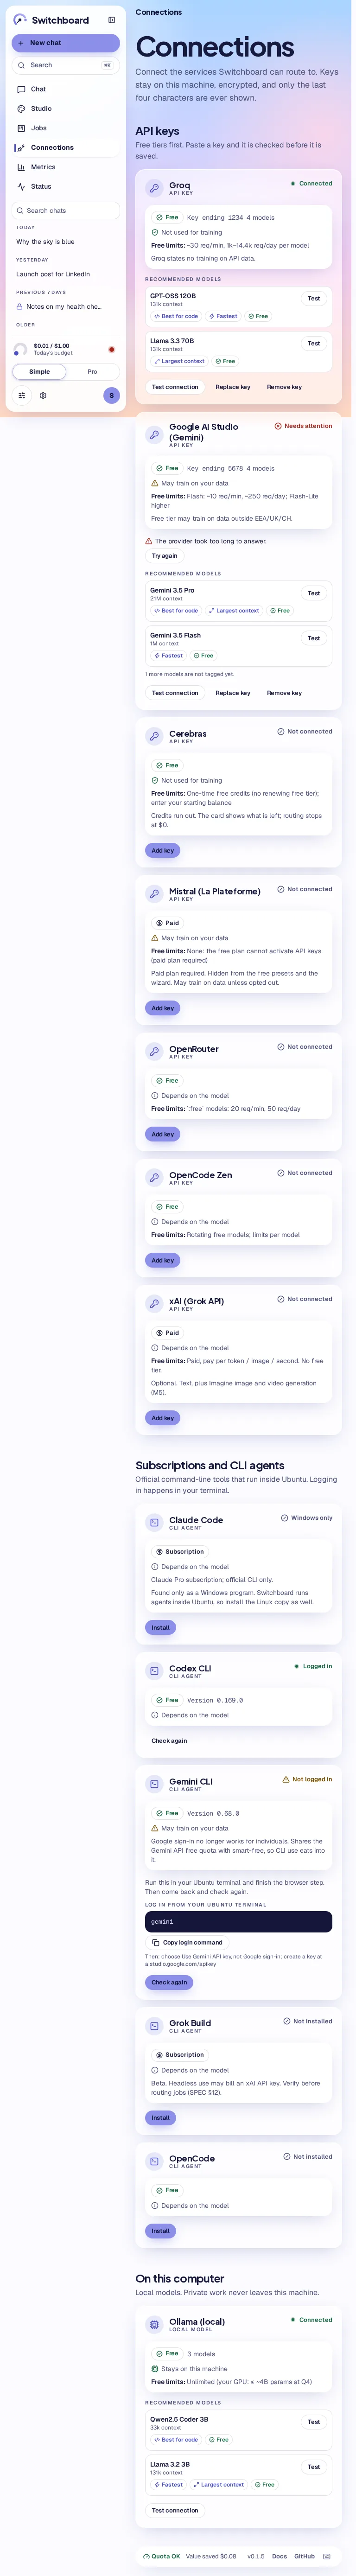 Switchboard
New chat
Search ⌘K
Chat
Studio
Jobs
Connections
Metrics
Status
Search chats
TODAY
Why the sky is blue
YESTERDAY
Launch post for LinkedIn
PREVIOUS 7 DAYS
Notes on my health che...
OLDER
$0.01 / $1.00
Today's budget
Simple Pro
S
Connections
Connections
Connect the services Switchboard can route to. Keys
stay on this machine, encrypted, and only the last
four characters are ever shown.
API keys
Free tiers first. Paste a key and it is checked before it is
saved.
Groq
API KEY
Connected
Free Key ending 1234 4 models
Not used for training
Free limits: ~30 req/min, 1k–14.4k req/day per model
Groq states no training on API data.
RECOMMENDED MODELS
GPT-OSS 120B
131k context
Best for code Fastest Free
Test
Llama 3.3 70B
131k context
Largest context Free
Test
Test connection Replace key Remove key
Google AI Studio
(Gemini)
API KEY
Needs attention
Free Key ending 5678 4 models
May train on your data
Free limits: Flash: ~10 req/min, ~250 req/day; Flash-Lite
higher
Free tier may train on data outside EEA/UK/CH.
The provider took too long to answer.
Try again
RECOMMENDED MODELS
Gemini 3.5 Pro
2.1M context
Best for code Largest context Free
Test
Gemini 3.5 Flash
1M context
Fastest Free
Test
1 more models are not tagged yet.
Test connection Replace key Remove key
Cerebras
API KEY
Not connected
Free
Not used for training
Free limits: One-time free credits (no renewing free tier);
enter your starting balance
Credits run out. The card shows what is left; routing stops
at $0.
Add key
Mistral (La Plateforme)
API KEY
Not connected
Paid
May train on your data
Free limits: None: the free plan cannot activate API keys
(paid plan required)
Paid plan required. Hidden from the free presets and the
wizard. May train on data unless opted out.
Add key
OpenRouter
API KEY
Not connected
Free
Depends on the model
Free limits: `:free` models: 20 req/min, 50 req/day
Add key
OpenCode Zen
API KEY
Not connected
Free
Depends on the model
Free limits: Rotating free models; limits per model
Add key
xAI (Grok API)
API KEY
Not connected
Paid
Depends on the model
Free limits: Paid, pay per token / image / second. No free
tier.
Optional. Text, plus Imagine image and video generation
(M5).
Add key
Subscriptions and CLI agents
Official command-line tools that run inside Ubuntu. Logging
in happens in your terminal.
Claude Code
CLI AGENT
Windows only
Subscription
Depends on the model
Claude Pro subscription; official CLI only.
Found only as a Windows program. Switchboard runs
agents inside Ubuntu, so install the Linux copy as well.
Install
Codex CLI
CLI AGENT
Logged in
Free Version 0.169.0
Depends on the model
Check again
Gemini CLI
CLI AGENT
Not logged in
Free Version 0.68.0
May train on your data
Google sign-in no longer works for individuals. Shares the
Gemini API free quota with smart-free, so CLI use eats into
it.
Run this in your Ubuntu terminal and finish the browser step.
Then come back and check again.
LOG IN FROM YOUR UBUNTU TERMINAL
gemini
Copy login command
Then: choose Use Gemini API key, not Google sign-in; create a key at
aistudio.google.com/apikey
Check again
Grok Build
CLI AGENT
Not installed
Subscription
Depends on the model
Beta. Headless use may bill an xAI API key. Verify before
routing jobs (SPEC §12).
Install
OpenCode
CLI AGENT
Not installed
Free
Depends on the model
Install
On this computer
Local models. Private work never leaves this machine.
Ollama (local)
LOCAL MODEL
Connected
Free 3 models
Stays on this machine
Free limits: Unlimited (your GPU: ≤ ~4B params at Q4)
RECOMMENDED MODELS
Qwen2.5 Coder 3B
33k context
Best for code Free
Test
Llama 3.2 3B
131k context
Fastest Largest context Free
Test
Test connection
Quota OK Value saved $0.08 v0.1.5 Docs GitHub